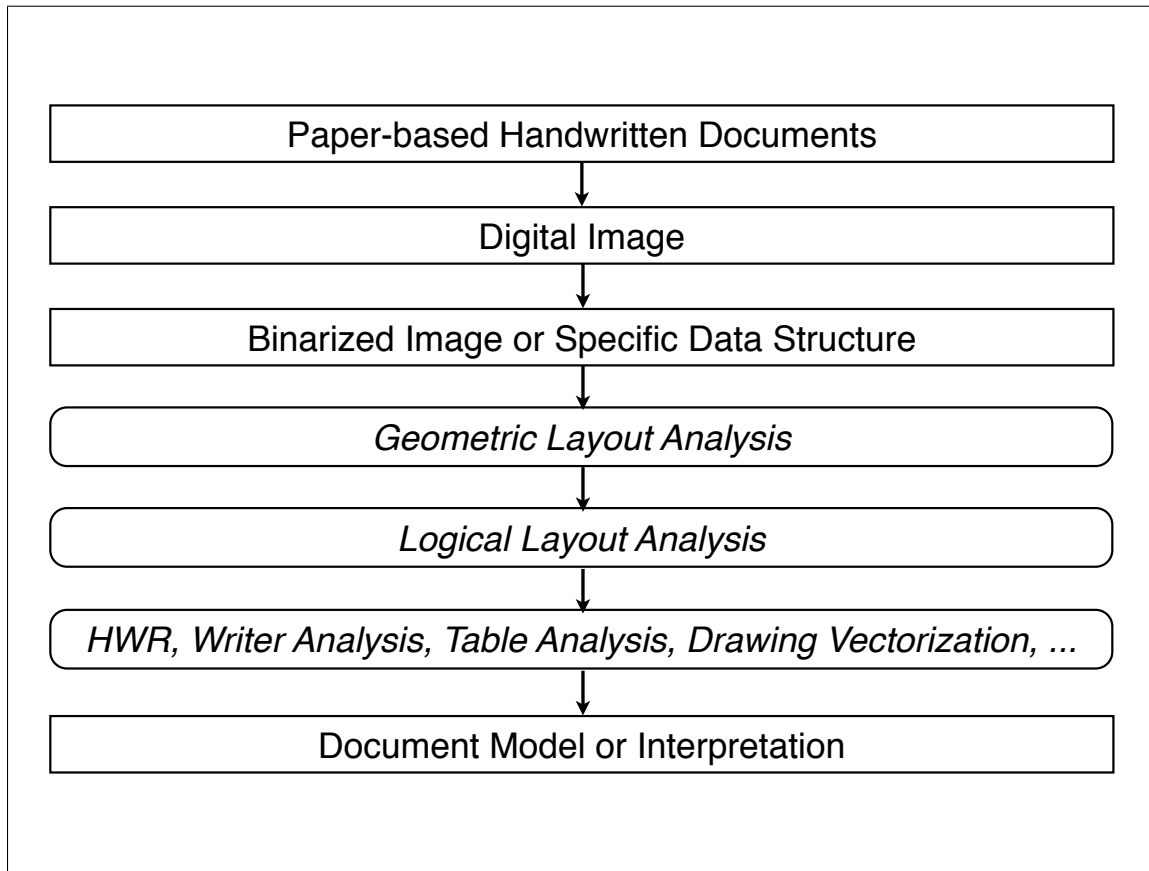 Paper-based Handwritten Documents
Digital Image
Binarized Image or Specific Data Structure
Geometric Layout Analysis
Logical Layout Analysis
HWR, Writer Analysis, Table Analysis, Drawing Vectorization, ...
Document Model or Interpretation